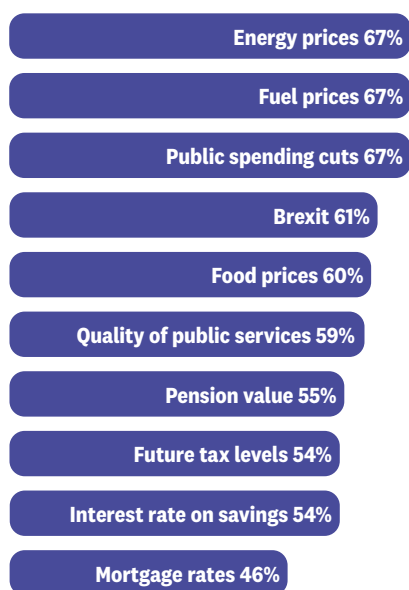 Energy prices 67%
Fuel prices 67%
Public spending cuts 67%
Brexit 61%
Food prices 60%
Quality of public services 59%
Pension value 55%
Future tax levels 54%
Interest rate on savings 54%
Mortgage rates 46%